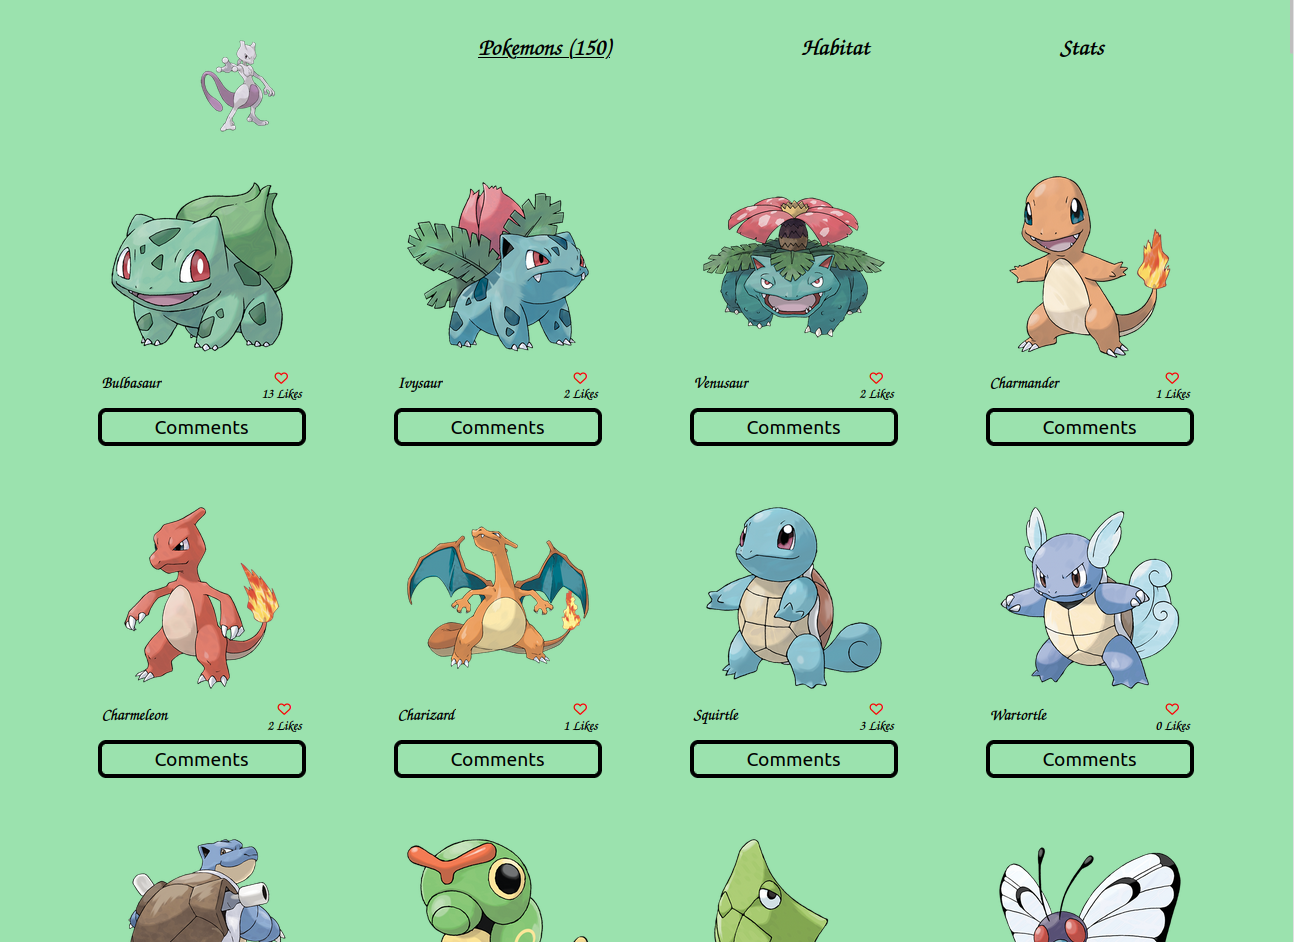 Pokemons (150) Habitat Stats
Bulbasaur
13 Likes
Comments
Ivysaur
2 Likes
Comments
Venusaur
2 Likes
Comments
Charmander
1 Likes
Comments
Charmeleon
2 Likes
Comments
Charizard
1 Likes
Comments
Squirtle
3 Likes
Comments
Wartortle
0 Likes
Comments